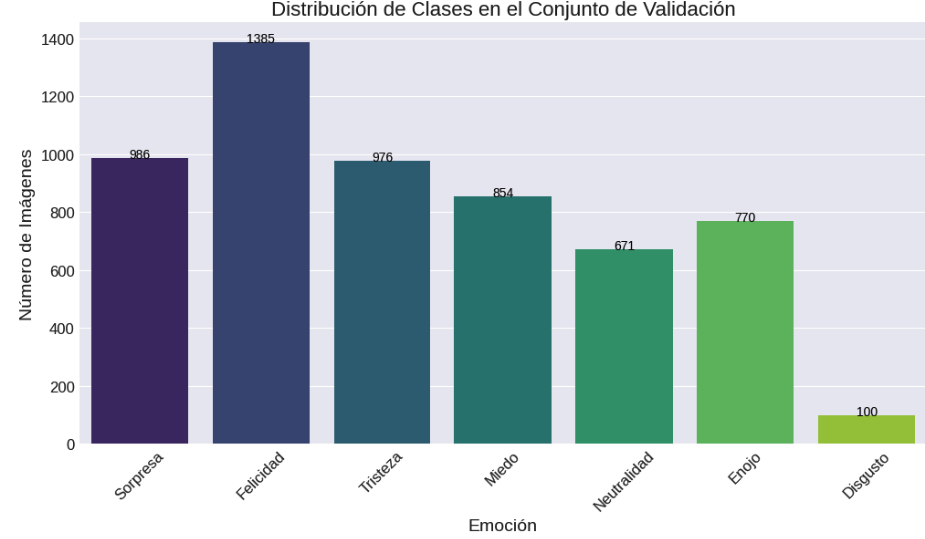 Distribución de Clases en el Conjunto de Validación
Número de Imágenes
1400
1200
1000
800
600
400
200
0
986
1385
976
854
671
770
100
Sorpresa
Felicidad
Tristeza
Miedo
Neutralidad
Enojo
Disgusto
Emoción